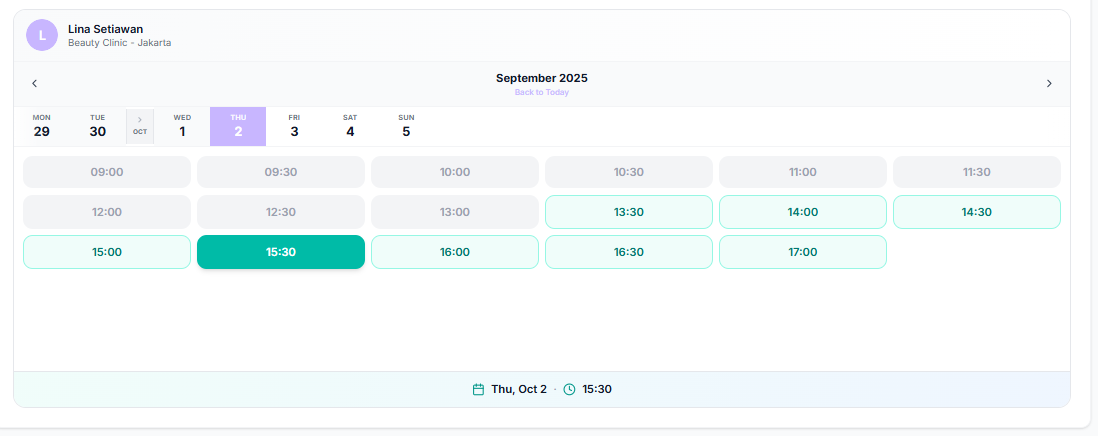 L
Lina Setiawan
Beauty Clinic - Jakarta
September 2025
Back to Today
MON TUE WED THU FRI SAT SUN
29 30 OCT 1 2 3 4 5
09:00 09:30 10:00 10:30 11:00 11:30
12:00 12:30 13:00 13:30 14:00 14:30
15:00 15:30 16:00 16:30 17:00
Thu, Oct 2 · 15:30